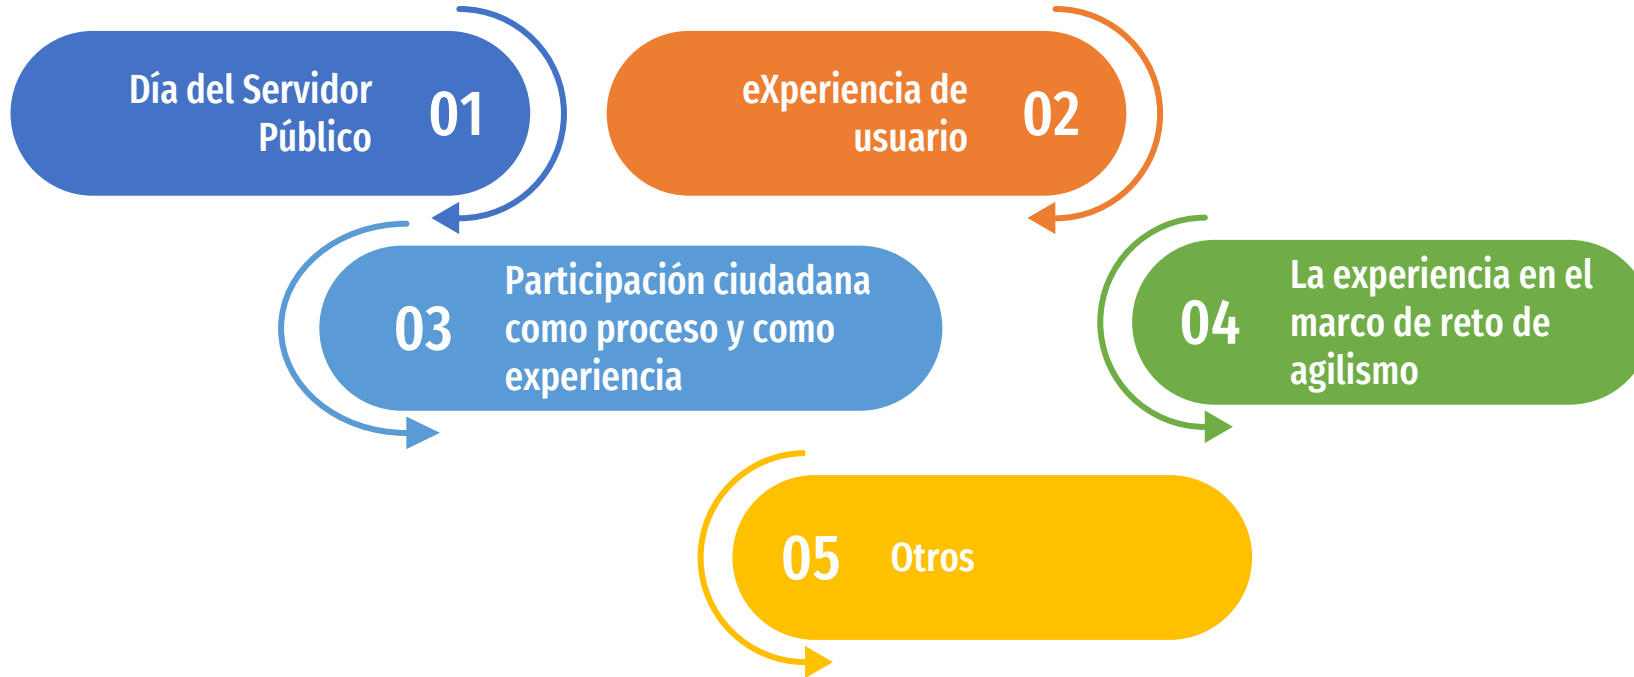 Día del Servidor
Público
01
eXperiencia de
usuario
02
03
Participación ciudadana
como proceso y como
experiencia
04
La experiencia en el
marco de reto de
agilismo
05
Otros